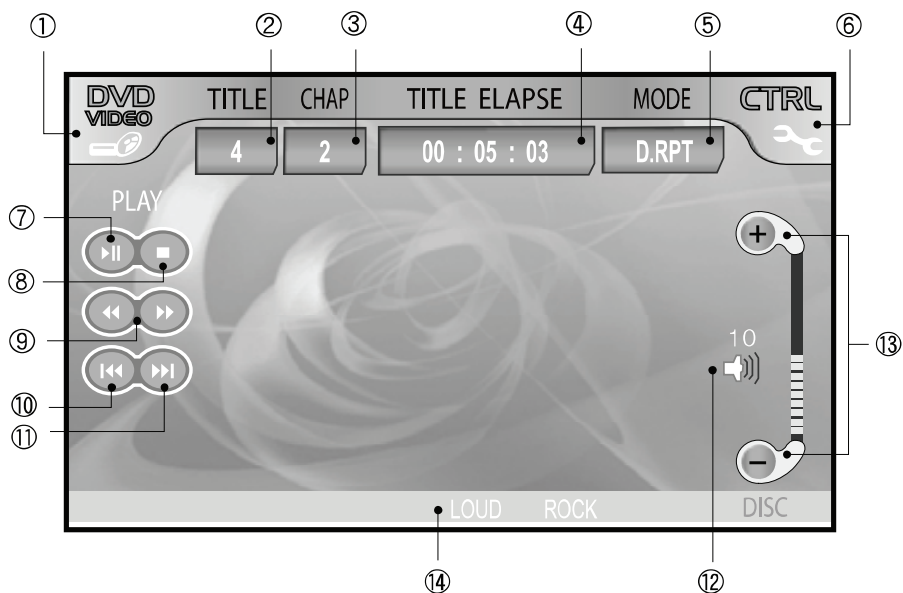 ① ② ③ ④ ⑤ ⑥
DVD TITLE CHAP TITLE ELAPSE MODE CTRL
VIDEO
4 2 00 : 05 : 03 D.RPT
PLAY
⑦
⑧
⑨
⑩
⑪
10
⑬
LOUD ROCK DISC
⑭ ⑫